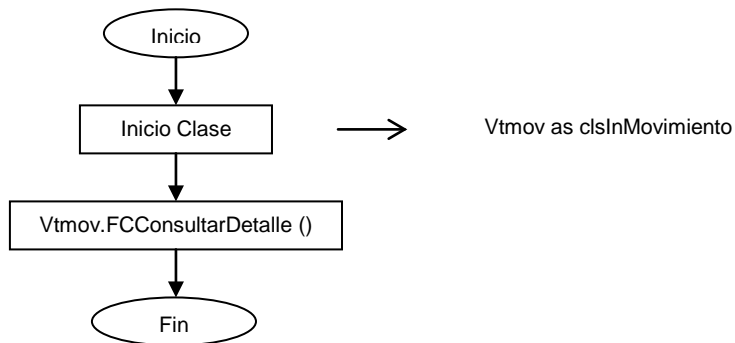 Inicio
Inicio Clase
Vtmov as clsInMovimiento
Vtmov.FCConsultarDetalle ()
Fin